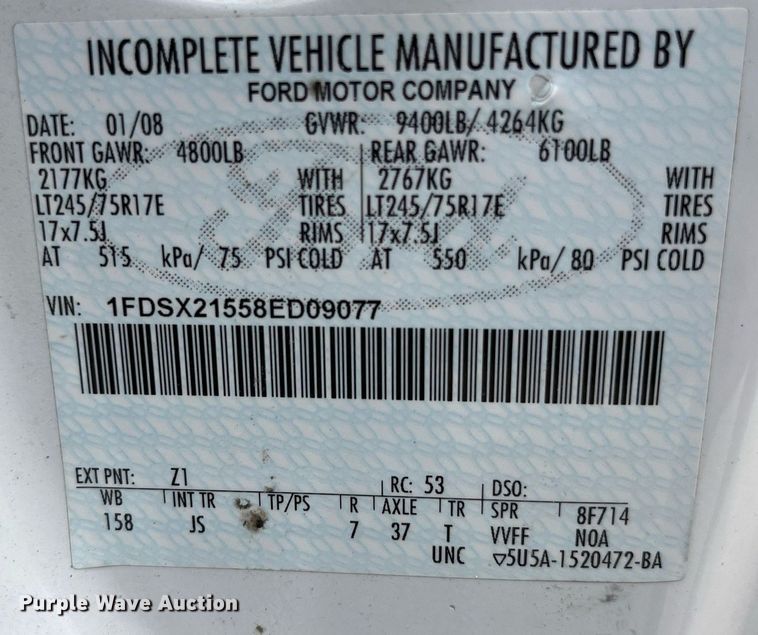 INCOMPLETE VEHICLE MANUFACTURED BY
FORD MOTOR COMPANY
DATE: 01/08 GVWR: 9400LB/ 4264KG
FRONT GAWR: 4800LB REAR GAWR: 6100LB
2177KG WITH 2767KG WITH
LT245/75R17E TIRES LT245/75R17E TIRES
17x7.5J RIMS 17x7.5J RIMS
AT 515 kPa/ 75 PSI COLD AT 550 kPa/ 80 PSI COLD
VIN: 1FDSX21558ED09077
EXT PNT: Z1 RC: 53 DSO:
WB INT TR TP/PS R AXLE TR SPR 8F714
158 JS 7 37 T VVFF NOA
UNC ▽5U5A-1520472-BA
Purple Wave Auction